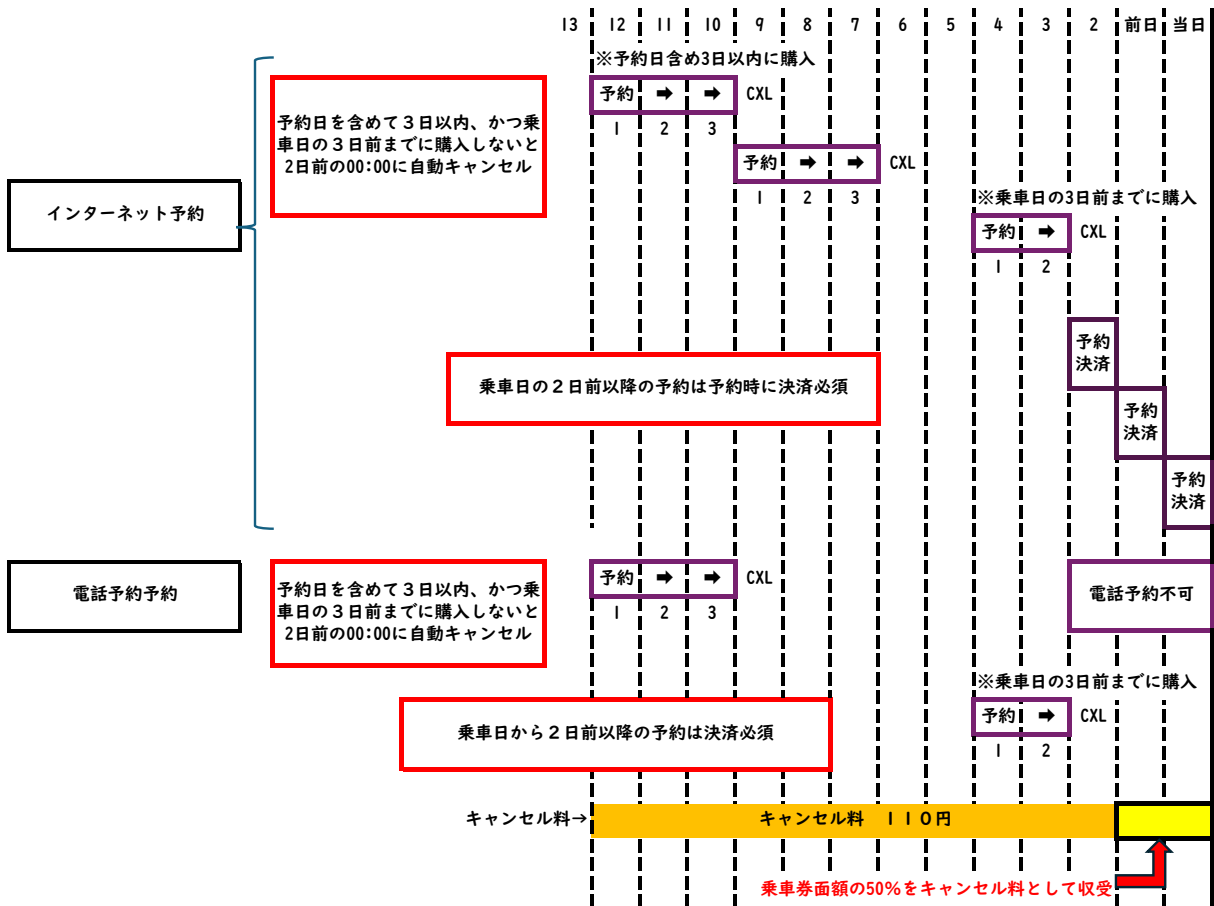 13 12 11 10 9 8 7 6 5 4 3 2 前日 当日
※予約日含め3日以内に購入
予約 ➡ ➡ CXL
1 2 3
予約日を含めて３日以内、かつ乗
車日の３日前までに購入しないと
2日前の00:00に自動キャンセル
予約 ➡ ➡ CXL
1 2 3
インターネット予約
※乗車日の3日前までに購入
予約 ➡ CXL
1 2
予約
決済
乗車日の２日前以降の予約は予約時に決済必須
予約
決済
予約
決済
電話予約予約
予約日を含めて３日以内、かつ乗
車日の３日前までに購入しないと
2日前の00:00に自動キャンセル
予約 ➡ ➡ CXL
1 2 3
電話予約不可
※乗車日の3日前までに購入
予約 ➡ CXL
1 2
乗車日から２日前以降の予約は決済必須
キャンセル料→
キャンセル料　１１０円
乗車券面額の50%をキャンセル料として収受